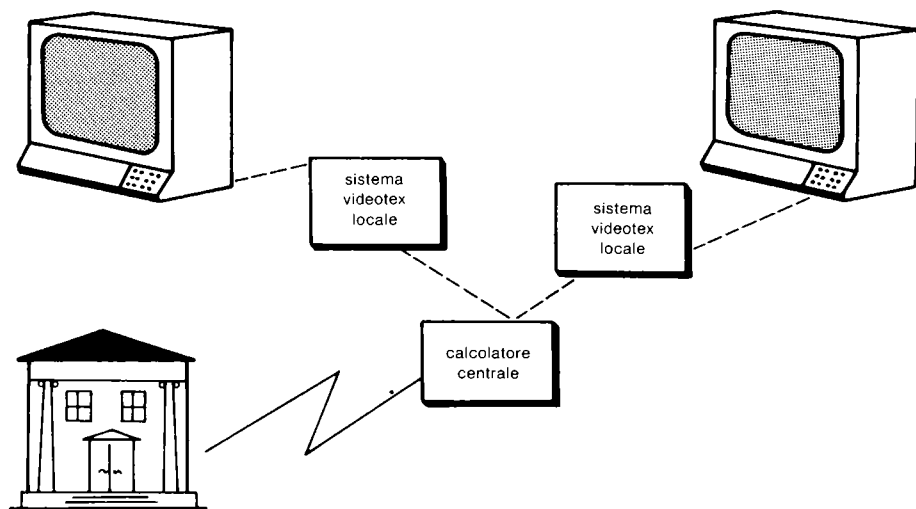 sistema
videotex
locale
sistema
videotex
locale
calcolatore
centrale